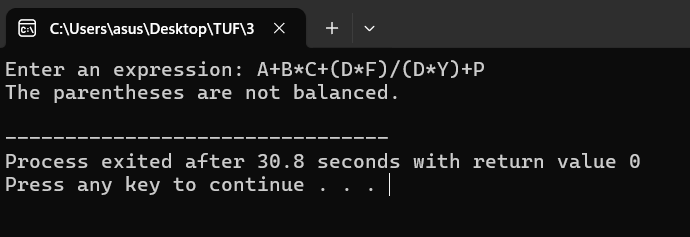 C:\Users\asus\Desktop\TUF\3
Enter an expression: A+B*C+(D*F)/(D*Y)+P
The parentheses are not balanced.
--------------------------------
Process exited after 30.8 seconds with return value 0
Press any key to continue . . .